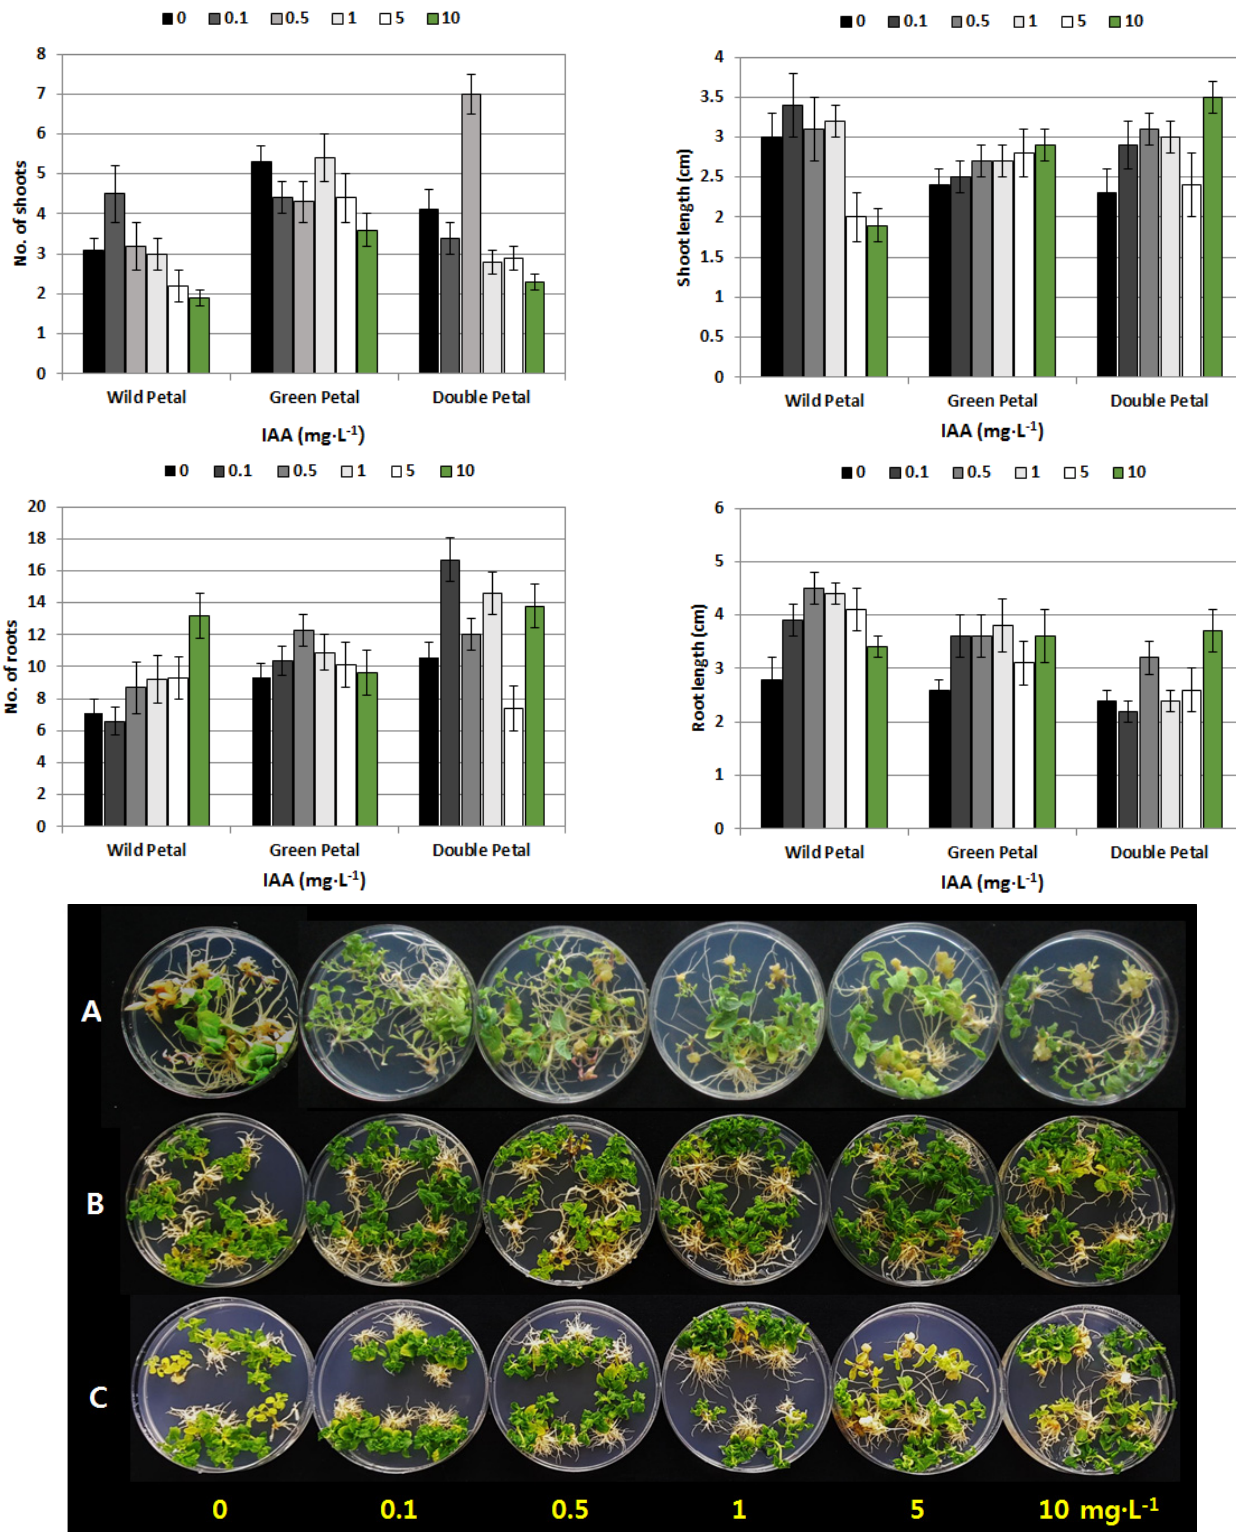 0 0.1 0.5 1 5 10
8
7
6
5
4
3
2
1
0
No. of shoots
Wild Petal Green Petal Double Petal
IAA (mg·L-1)
0 0.1 0.5 1 5 10
4
3.5
3
2.5
2
1.5
1
0.5
0
Shoot length (cm)
Wild Petal Green Petal Double Petal
IAA (mg·L-1)
0 0.1 0.5 1 5 10
20
18
16
14
12
10
8
6
4
2
0
No. of roots
Wild Petal Green Petal Double Petal
IAA (mg·L-1)
0 0.1 0.5 1 5 10
6
5
4
3
2
1
0
Root length (cm)
Wild Petal Green Petal Double Petal
IAA (mg·L-1)
A
B
C
0 0.1 0.5 1 5 10 mg·L-1